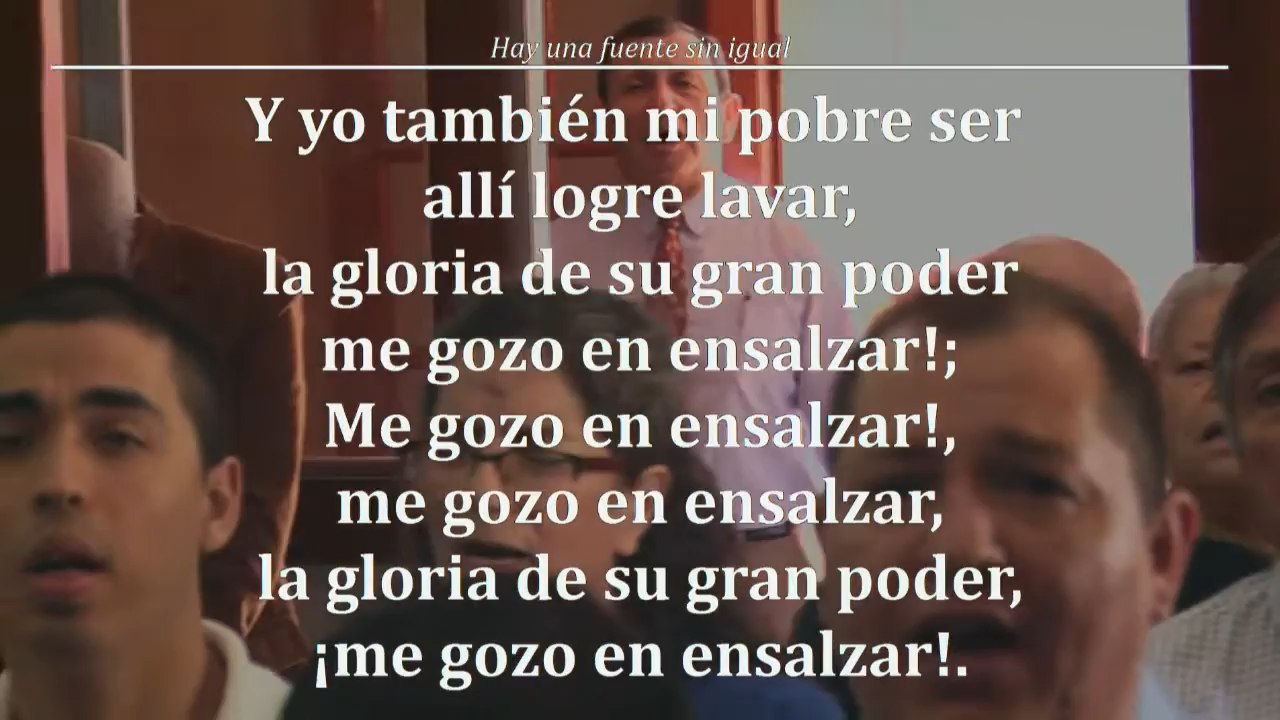 Hay una fuente sin igual
Y yo también mi pobre ser
allí logre lavar,
la gloria de su gran poder
me gozo en ensalzar!;
Me gozo en ensalzar!,
me gozo en ensalzar,
la gloria de su gran poder,
¡me gozo en ensalzar!.